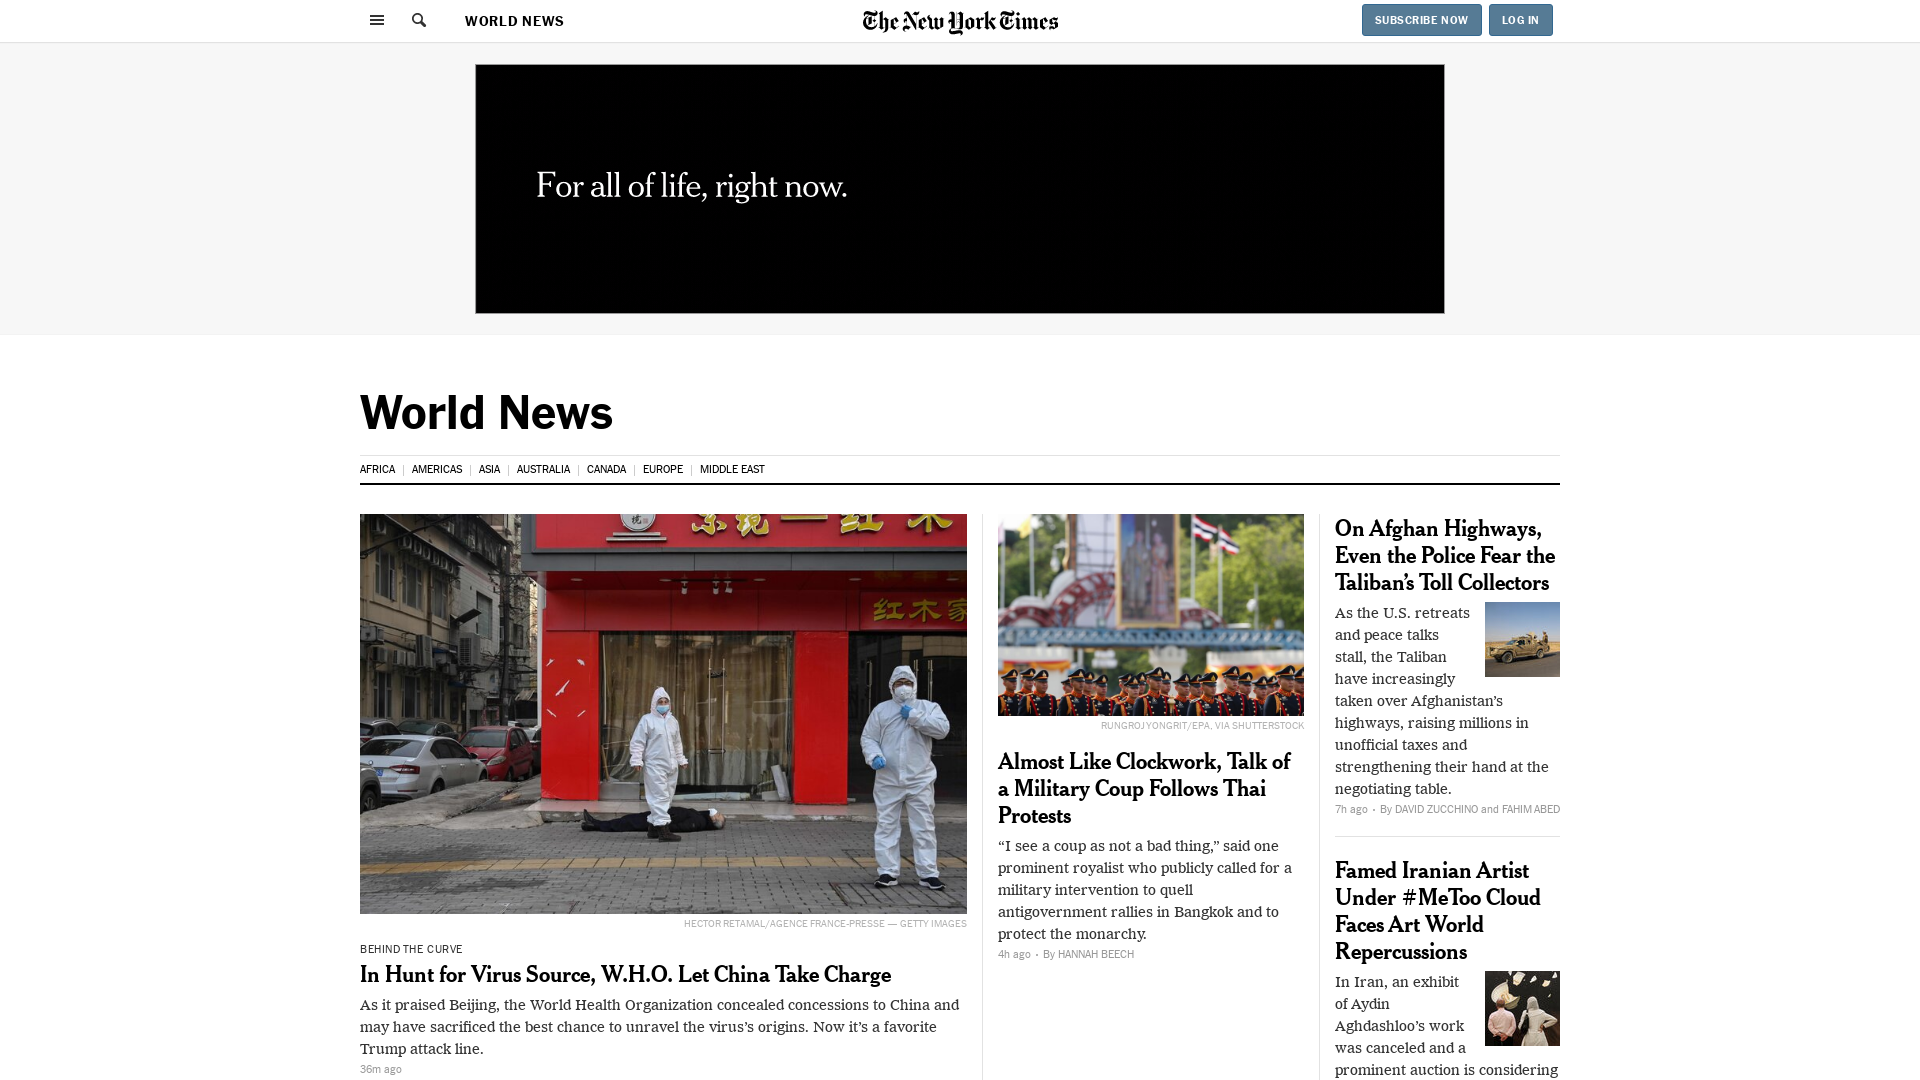 WORLD NEWS
The New York Times
SUBSCRIBE NOW
LOG IN
For all of life, right now.
World News
AFRICA
AMERICAS
ASIA
AUSTRALIA
CANADA
EUROPE
MIDDLE EAST
红木家
HECTOR RETAMAL/AGENCE FRANCE-PRESSE — GETTY IMAGES
BEHIND THE CURVE
In Hunt for Virus Source, W.H.O. Let China Take Charge
As it praised Beijing, the World Health Organization concealed concessions to China and
may have sacrificed the best chance to unravel the virus’s origins. Now it’s a favorite
Trump attack line.
36m ago
RUNGROJ YONGRIT/EPA, VIA SHUTTERSTOCK
Almost Like Clockwork, Talk of
a Military Coup Follows Thai
Protests
“I see a coup as not a bad thing,” said one
prominent royalist who publicly called for a
military intervention to quell
antigovernment rallies in Bangkok and to
protect the monarchy.
4h ago · By HANNAH BEECH
On Afghan Highways,
Even the Police Fear the
Taliban’s Toll Collectors
As the U.S. retreats
and peace talks
stall, the Taliban
have increasingly
taken over Afghanistan’s
highways, raising millions in
unofficial taxes and
strengthening their hand at the
negotiating table.
7h ago · By DAVID ZUCCHINO and FAHIM ABED
Famed Iranian Artist
Under #MeToo Cloud
Faces Art World
Repercussions
In Iran, an exhibit
of Aydin
Aghdashloo’s work
was canceled and a
prominent auction is considering